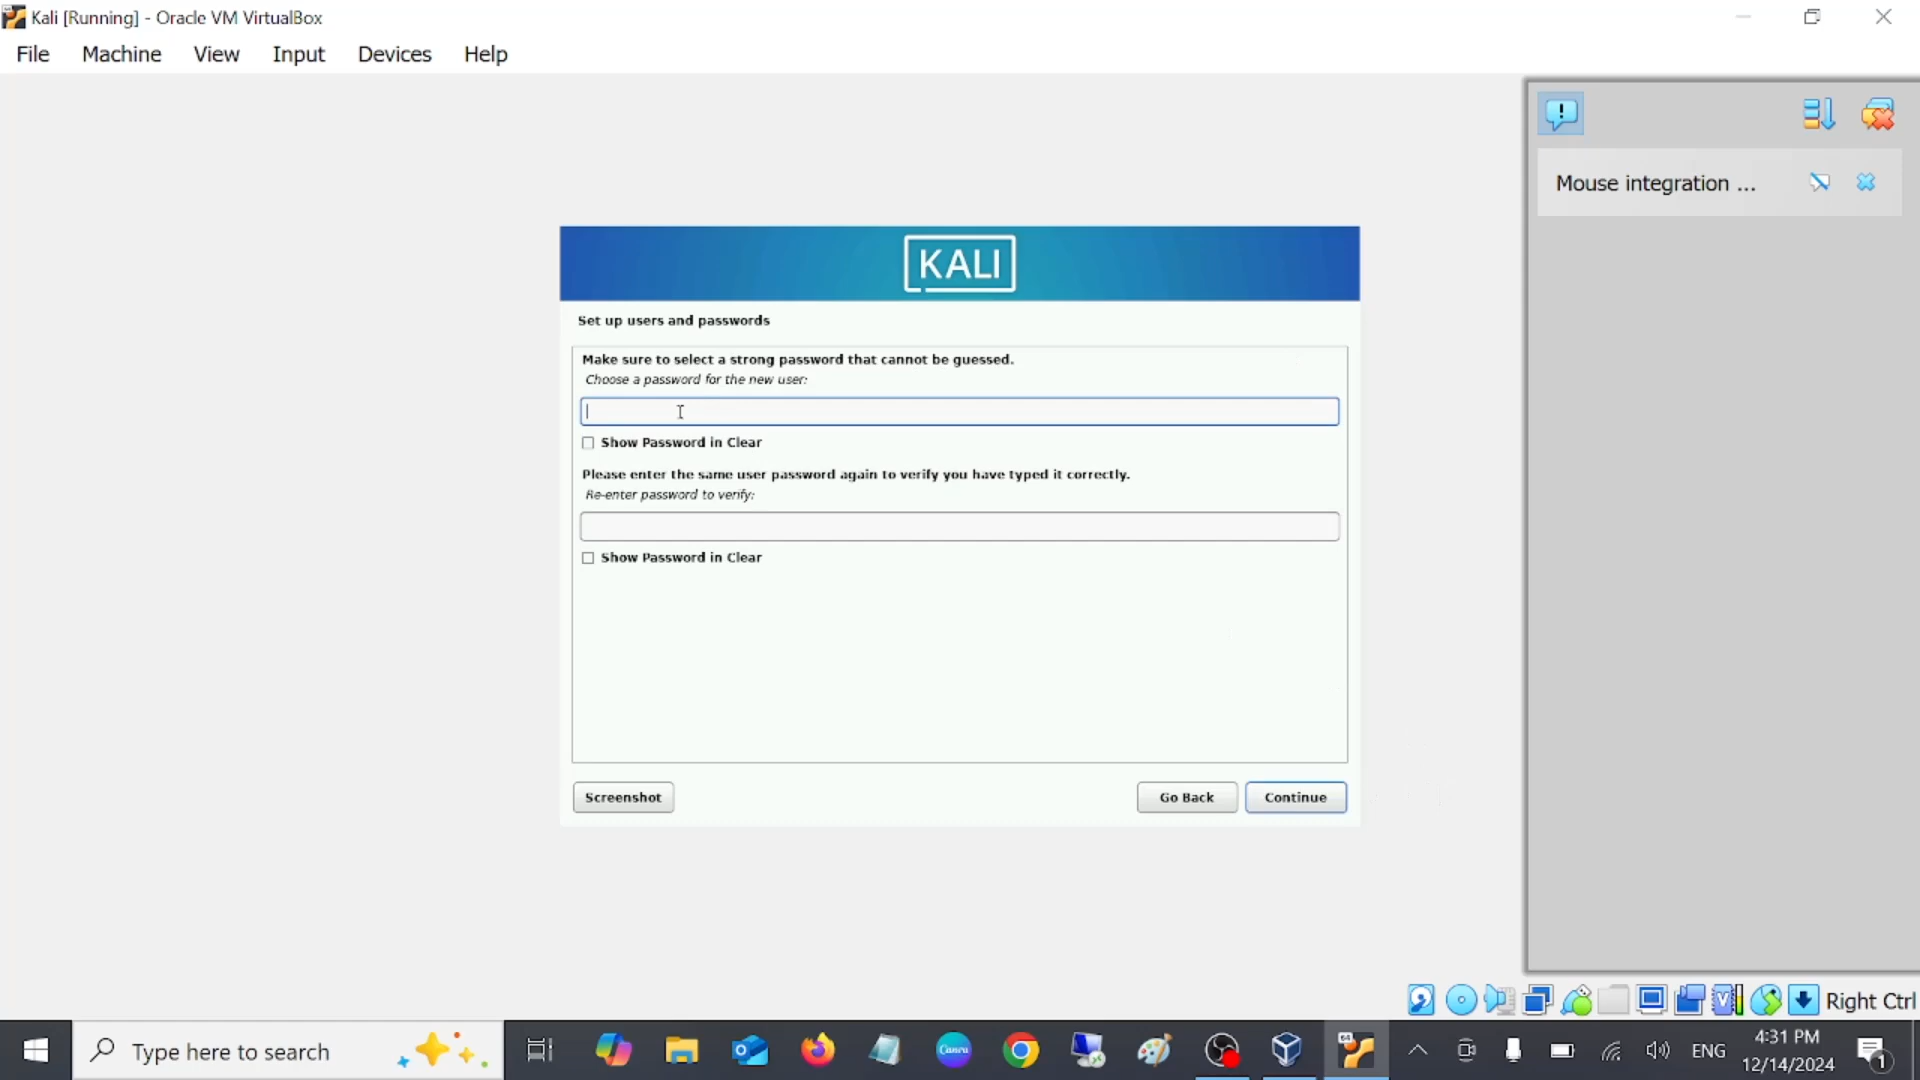 Kali [Running] - Oracle VM VirtualBox
File Machine View Input Devices Help
Mouse integration ...
KALI
Set up users and passwords
Make sure to select a strong password that cannot be guessed.
Choose a password for the new user:
Show Password in Clear
Please enter the same user password again to verify you have typed it correctly.
Re-enter password to verify:
Show Password in Clear
Screenshot Go Back Continue
Right Ctrl
Type here to search
Canva
64
ENG
4:31 PM
12/14/2024
1